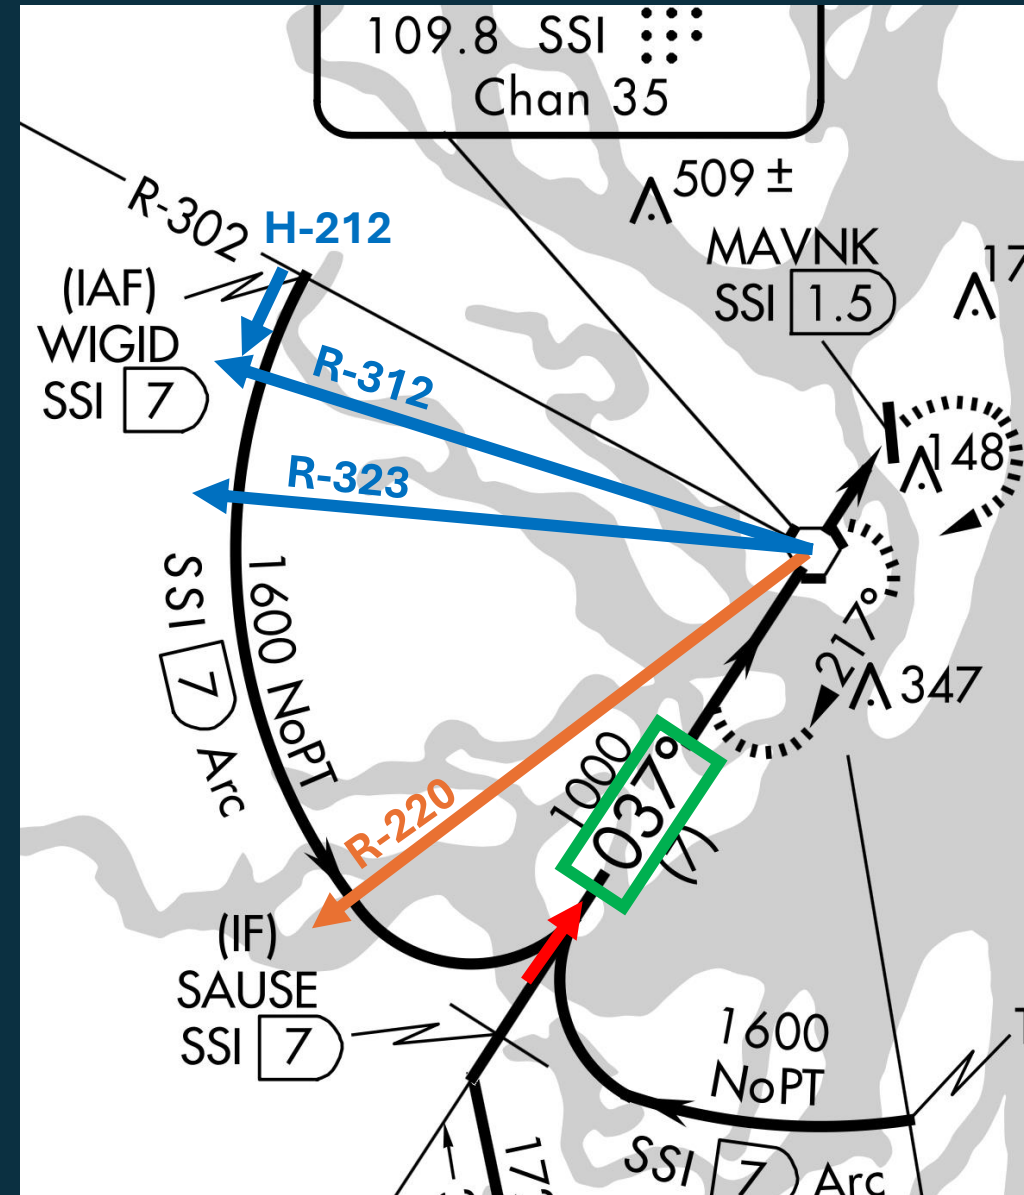 109.8 SSI
Chan 35
509 ±
R-302
H-212
MAVNK
SSI 1.5
17
(IAF)
WIGID
SSI 7
R-312
148
R-323
SSI 7 Arc
1600 NoPT
217°
347
1000
037°
(7)
R-220
(IF)
SAUSE
SSI 7
1600
NoPT
SSI 7 Arc